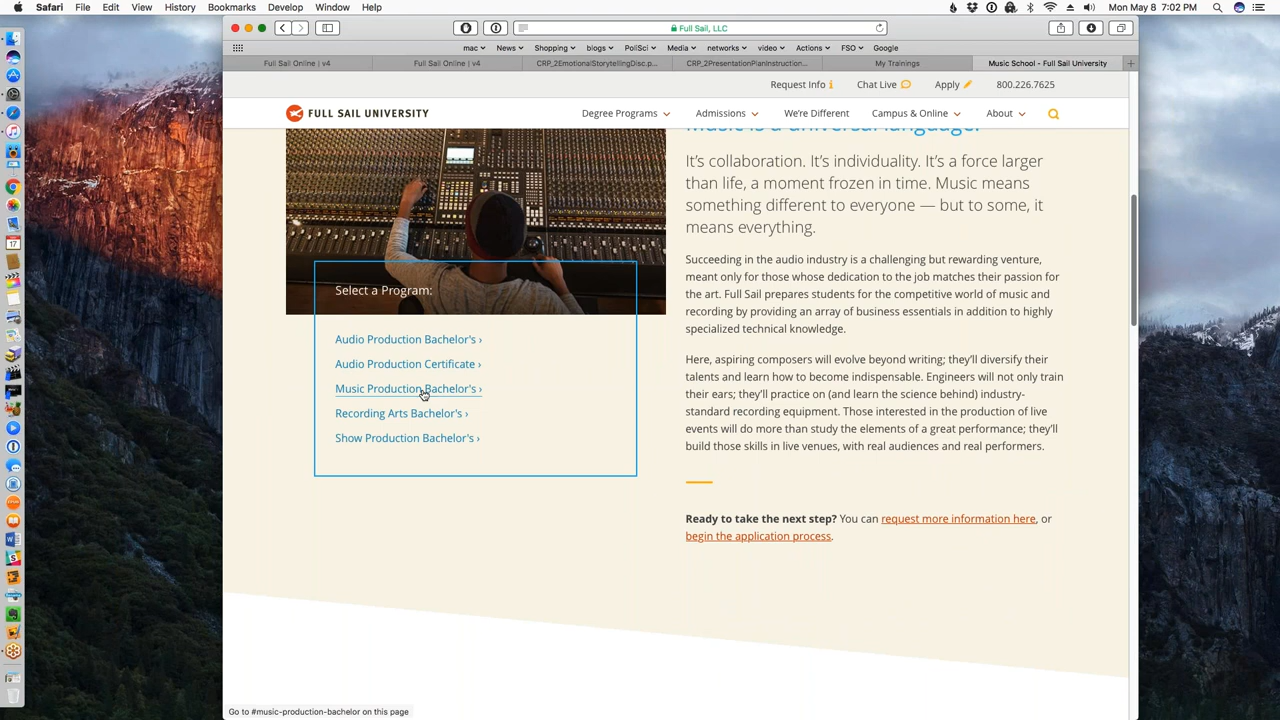 Safari File Edit View History Bookmarks Develop Window Help
Mon May 8 7:02 PM
Full Sail, LLC
mac News Shopping blogs PoliSci Media networks video Actions FSO Google
Full Sail Online | v4
Full Sail Online | v4
CRP_2EmotionalStorytellingDisc.p...
CRP_2PresentationPlanInstruction...
My Trainings
Music School - Full Sail University
Request Info Chat Live Apply 800.226.7625
FULL SAIL UNIVERSITY
Degree Programs Admissions We're Different Campus & Online About
Music is a universal language.
It's collaboration. It's individuality. It's a force larger
than life, a moment frozen in time. Music means
something different to everyone — but to some, it
means everything.
Select a Program:
Audio Production Bachelor's ›
Audio Production Certificate ›
Music Production Bachelor's ›
Recording Arts Bachelor's ›
Show Production Bachelor's ›
Succeeding in the audio industry is a challenging but rewarding venture,
meant only for those whose dedication to the job matches their passion for
the art. Full Sail prepares students for the competitive world of music and
recording by providing an array of business essentials in addition to highly
specialized technical knowledge.
Here, aspiring composers will evolve beyond writing; they'll diversify their
talents and learn how to become indispensable. Engineers will not only train
their ears; they'll practice on (and learn the science behind) industry-
standard recording equipment. Those interested in the production of live
events will do more than study the elements of a great performance; they'll
build those skills in live venues, with real audiences and real performers.
Ready to take the next step? You can request more information here, or
begin the application process.
Go to #music-production-bachelor on this page
17